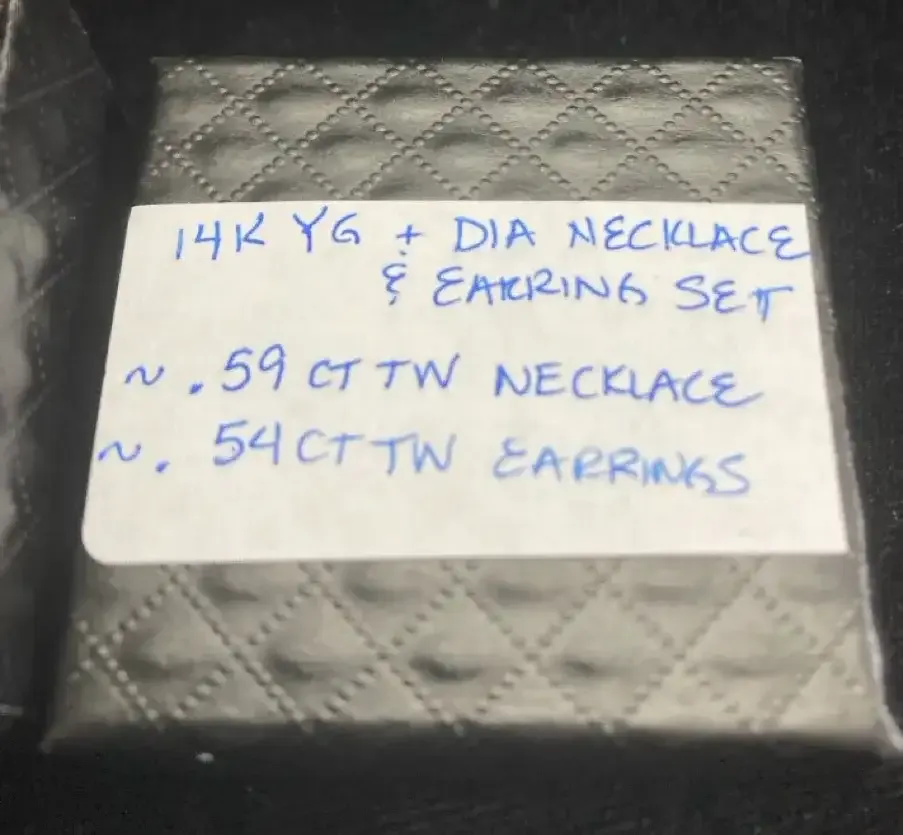 14K YG + DIA NECKLACE
& EARRING SET
~ .59 CT TW NECKLACE
~ .54 CT TW EARRINGS